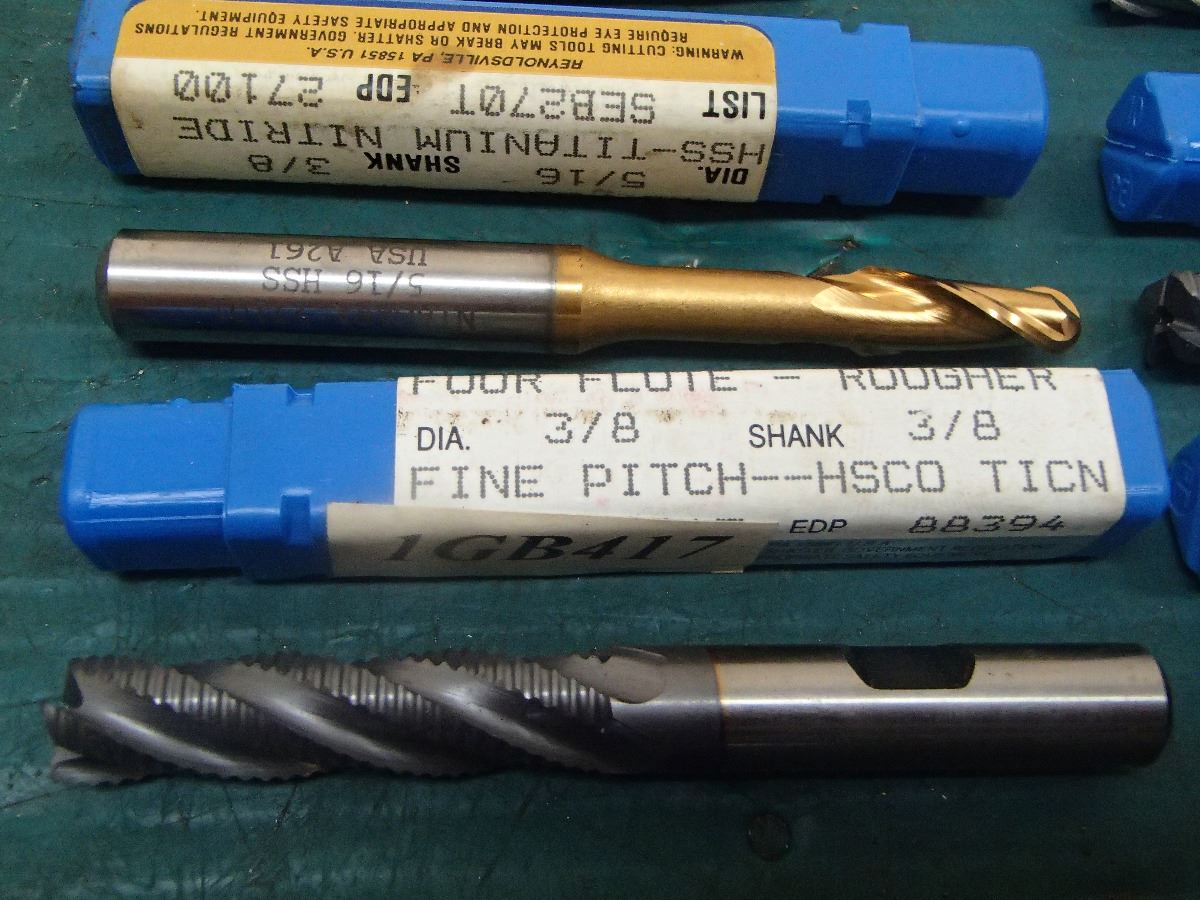 DIA. 5/16 SHANK 3/8
HSS-TITANIUM NITRIDE
LIST SEB270T EDP 27100
REYNOLDSVILLE, PA 15851 U.S.A.
WARNING: CUTTING TOOLS MAY BREAK OR SHATTER. GOVERNMENT REGULATIONS
REQUIRE EYE PROTECTION AND APPROPRIATE SAFETY EQUIPMENT.
5/16 HSS
USA A261
FOUR FLUTE - ROUGHER
DIA. 3/8 SHANK 3/8
FINE PITCH--HSCO TICN
EDP 88394
1GB417